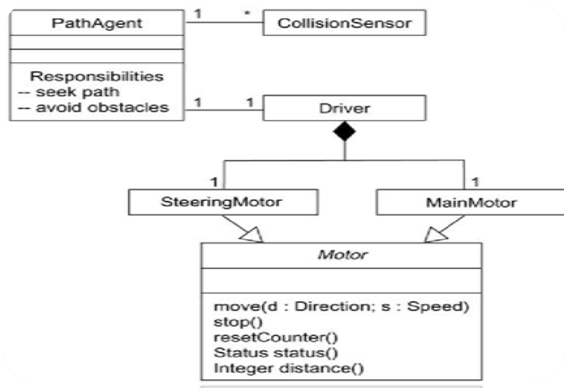 PathAgent
1
*
CollisionSensor
Responsibilities
-- seek path
-- avoid obstacles
1
1
Driver
1
1
SteeringMotor
MainMotor
Motor
move(d : Direction; s : Speed)
stop()
resetCounter()
Status status()
Integer distance()